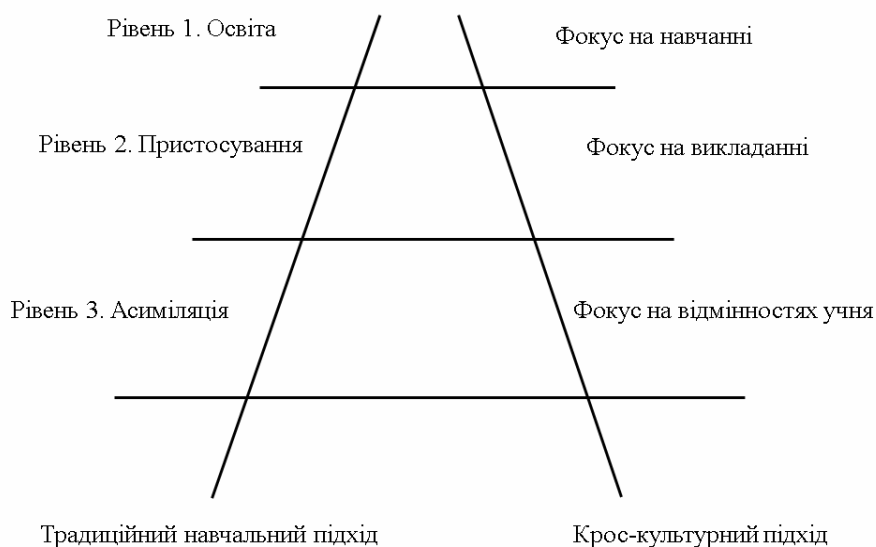 Рівень 1. Освіта
Фокус на навчанні
Рівень 2. Пристосування
Фокус на викладанні
Рівень 3. Асиміляція
Фокус на відмінностях учня
Традиційний навчальний підхід
Крос-культурний підхід